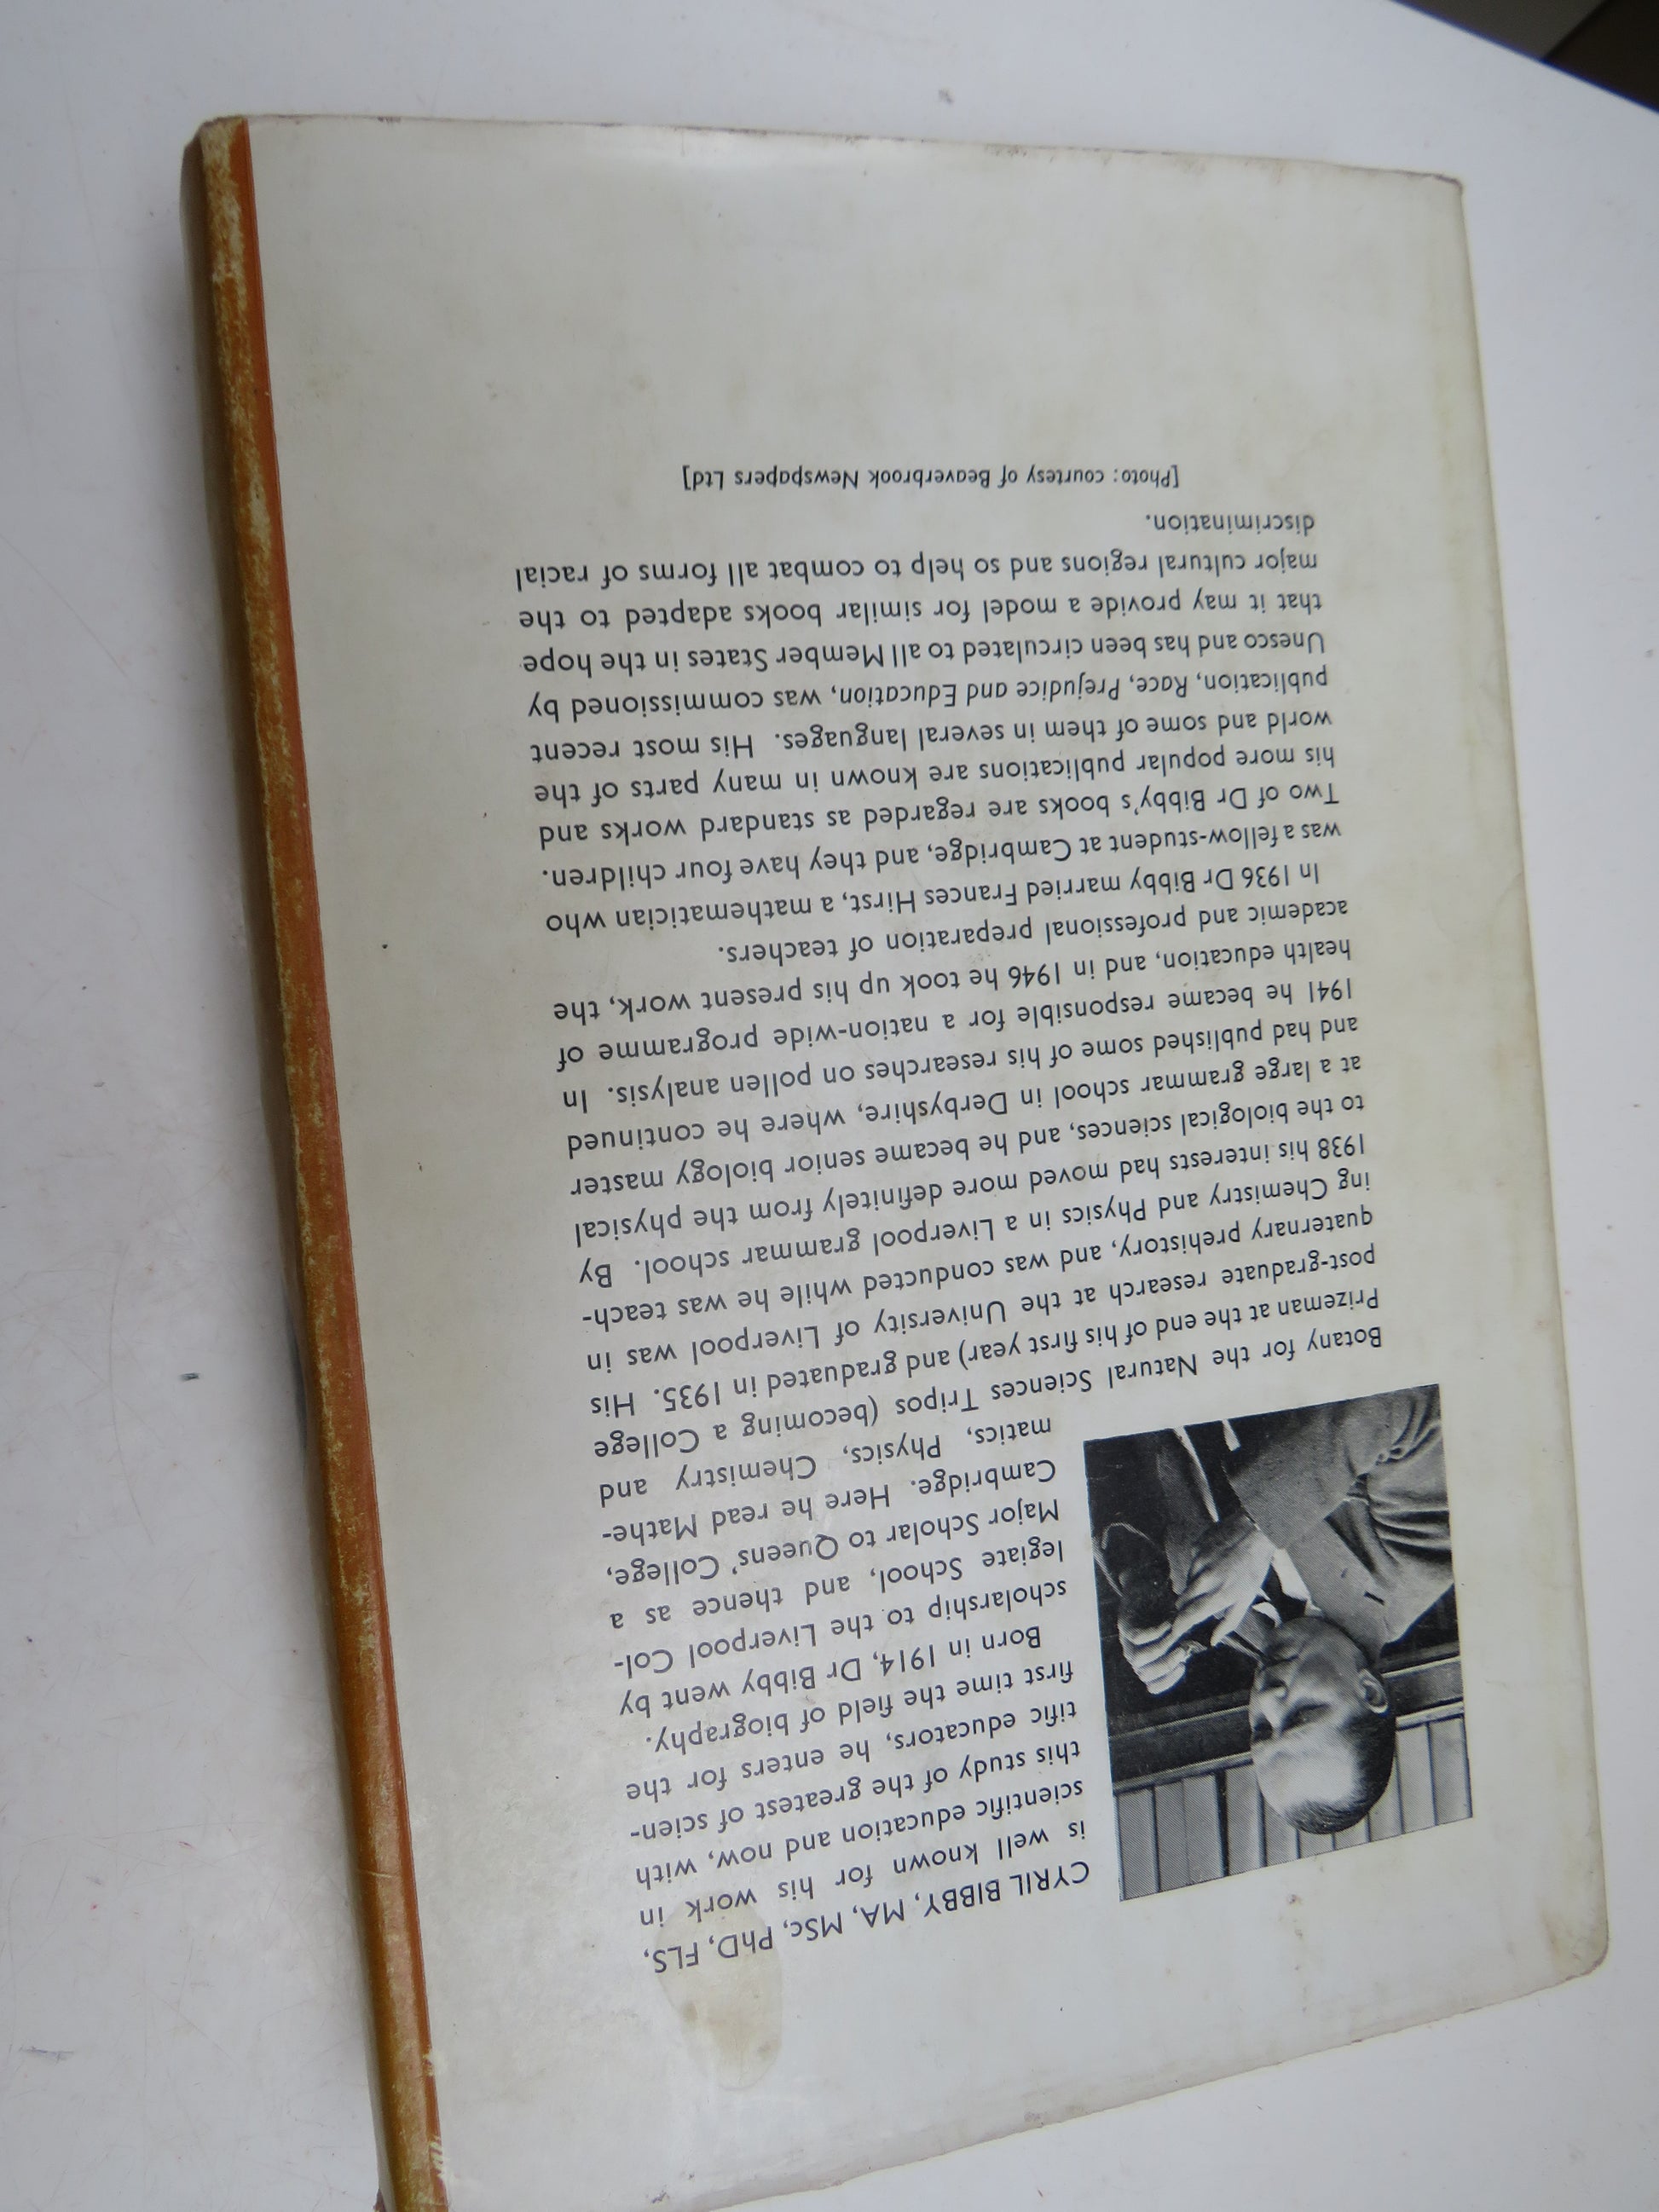 CYRIL BIBBY, MA, MSc, PhD, FLS,
is well known for his work in
scientific education and now, with
this study of the greatest of scien-
tific educators, he enters for the
first time the field of biography.
Born in 1914, Dr Bibby went by
scholarship to the Liverpool Col-
legiate School, and thence as a
Major Scholar to Queens' College,
Cambridge. Here he read Mathe-
matics, Physics, Chemistry and
Botany for the Natural Sciences Tripos (becoming a College
Prizeman at the end of his first year) and graduated in 1935. His
post-graduate research at the University of Liverpool was in
quaternary prehistory, and was conducted while he was teach-
ing Chemistry and Physics in a Liverpool grammar school. By
1938 his interests had moved more definitely from the physical
to the biological sciences, and he became senior biology master
at a large grammar school in Derbyshire, where he continued
and had published some of his researches on pollen analysis. In
1941 he became responsible for a nation-wide programme of
health education, and in 1946 he took up his present work, the
academic and professional preparation of teachers.
In 1936 Dr Bibby married Frances Hirst, a mathematician who
was a fellow-student at Cambridge, and they have four children.
Two of Dr Bibby's books are regarded as standard works and
his more popular publications are known in many parts of the
world and some of them in several languages. His most recent
publication, Race, Prejudice and Education, was commissioned by
Unesco and has been circulated to all Member States in the hope
that it may provide a model for similar books adapted to the
major cultural regions and so help to combat all forms of racial
discrimination.
[Photo: courtesy of Beaverbrook Newspapers Ltd]